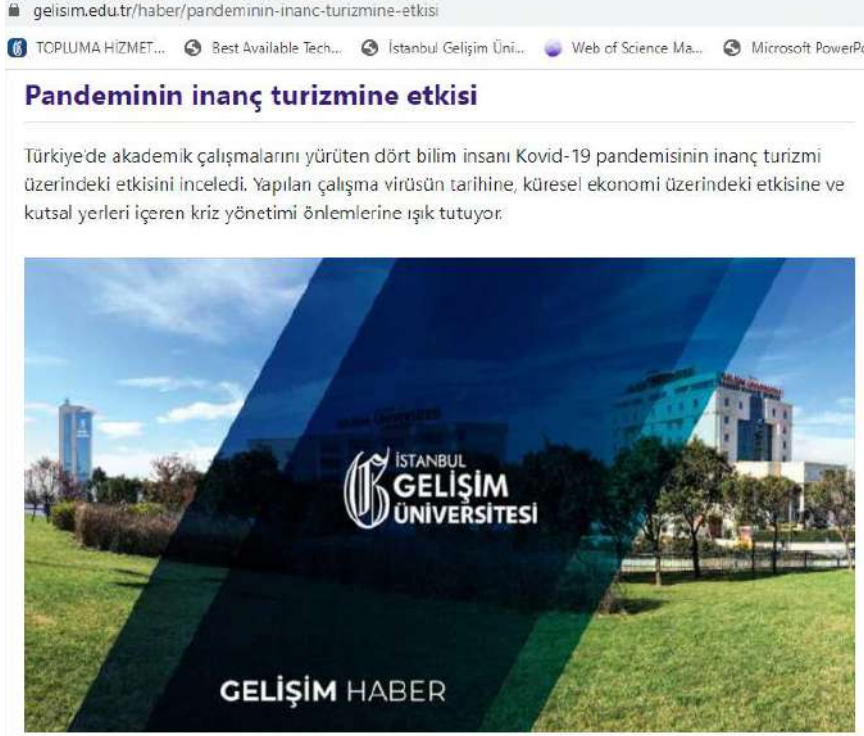 gelisim.edu.tr/haber/pandeminin-inanc-turizmine-etkisi
TOPLUMA HİZMET... Best Available Tech... İstanbul Gelişim Üni... Web of Science Ma... Microsoft PowerPo
Pandeminin inanç turizmine etkisi
Türkiye'de akademik çalışmalarını yürüten dört bilim insanı Kovid-19 pandemisinin inanç turizmi
üzerindeki etkisini inceledi. Yapılan çalışma virüsün tarihine, küresel ekonomi üzerindeki etkisine ve
kutsal yerleri içeren kriz yönetimi önlemlerine ışık tutuyor.
İSTANBUL
GELİŞİM
ÜNİVERSİTESİ
GELİŞİM HABER